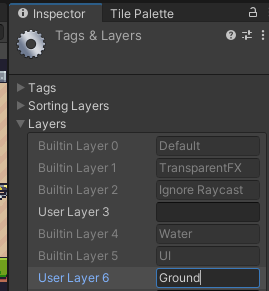 Inspector Tile Palette
Tags & Layers
Tags
Sorting Layers
Layers
Builtin Layer 0 Default
Builtin Layer 1 TransparentFX
Builtin Layer 2 Ignore Raycast
User Layer 3
Builtin Layer 4 Water
Builtin Layer 5 UI
User Layer 6 Ground